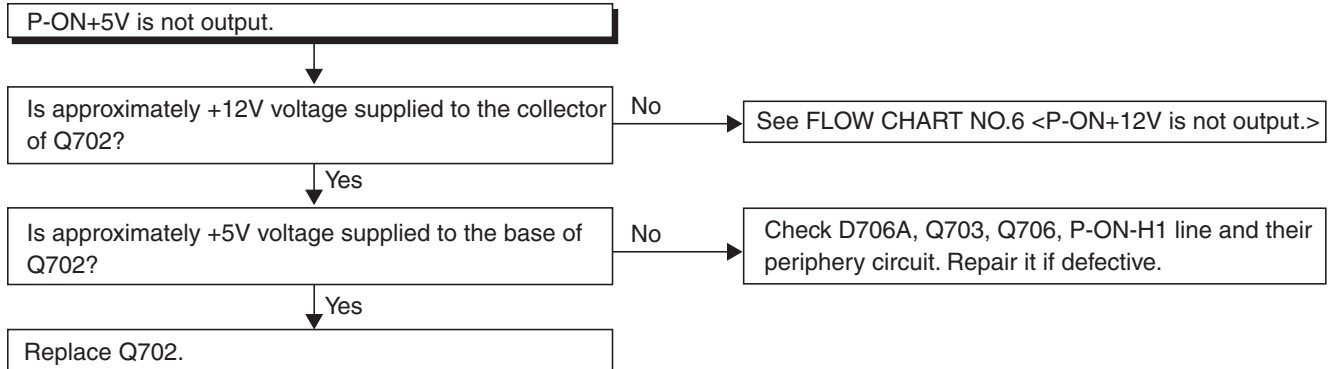 P-ON+5V is not output.
Is approximately +12V voltage supplied to the collector
of Q702?
No
See FLOW CHART NO.6 <P-ON+12V is not output.>
Yes
Is approximately +5V voltage supplied to the base of
Q702?
No
Check D706A, Q703, Q706, P-ON-H1 line and their
periphery circuit. Repair it if defective.
Yes
Replace Q702.